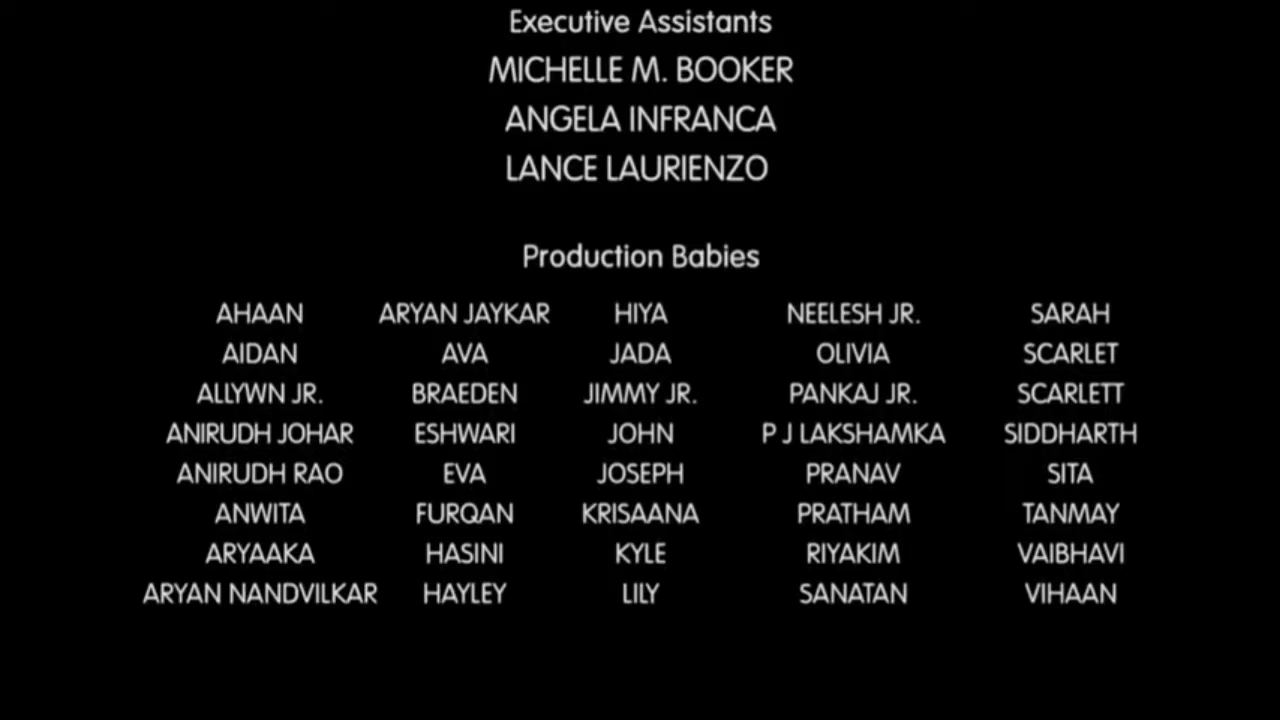 Executive Assistants
MICHELLE M. BOOKER
ANGELA INFRANCA
LANCE LAURIENZO
Production Babies
AHAAN ARYAN JAYKAR HIYA NEELESH JR. SARAH
AIDAN AVA JADA OLIVIA SCARLET
ALLYWN JR. BRAEDEN JIMMY JR. PANKAJ JR. SCARLETT
ANIRUDH JOHAR ESHWARI JOHN P J LAKSHAMKA SIDDHARTH
ANIRUDH RAO EVA JOSEPH PRANAV SITA
ANWITA FURQAN KRISAANA PRATHAM TANMAY
ARYAAKA HASINI KYLE RIYAKIM VAIBHAVI
ARYAN NANDVILKAR HAYLEY LILY SANATAN VIHAAN